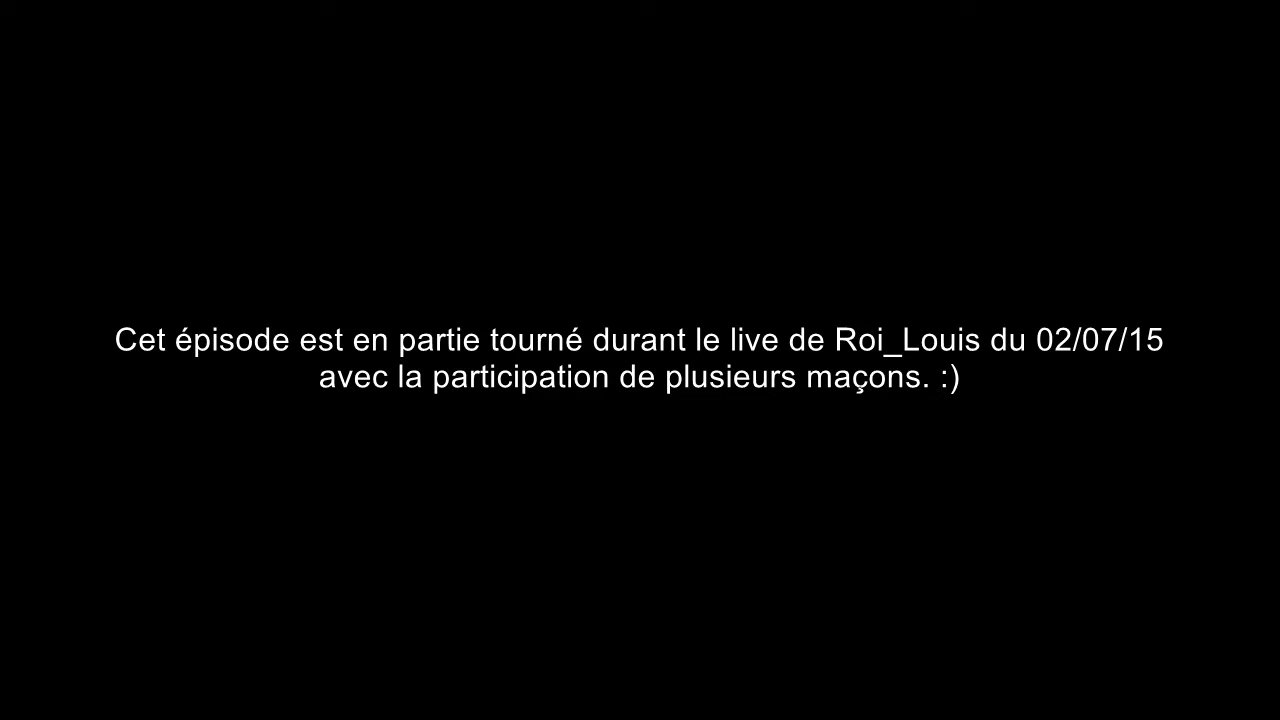 Cet épisode est en partie tourné durant le live de Roi_Louis du 02/07/15
avec la participation de plusieurs maçons. :)